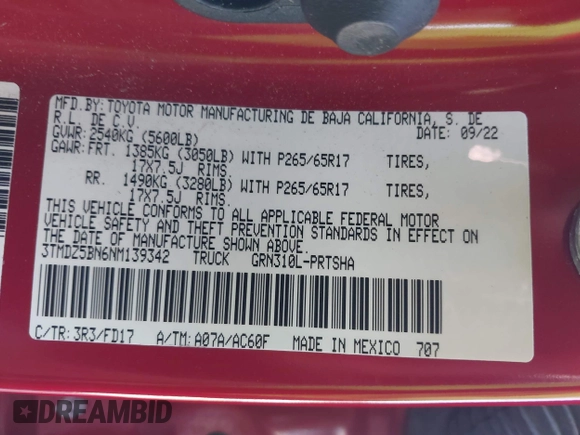 MFD.BY:TOYOTA MOTOR MANUFACTURING DE BAJA CALIFORNIA, S. DE
R.L. DE C.V. DATE: 09/22
GVWR:2540KG (5600LB)
GAWR:FRT. 1385KG (3050LB) WITH P265/65R17 TIRES,
17X7.5J RIMS.
RR. 1490KG (3280LB) WITH P265/65R17 TIRES,
17X7.5J RIMS.
THIS VEHICLE CONFORMS TO ALL APPLICABLE FEDERAL MOTOR
VEHICLE SAFETY AND THEFT PREVENTION STANDARDS IN EFFECT ON
THE DATE OF MANUFACTURE SHOWN ABOVE.
3TMDZ5BN6NM139342 TRUCK GRN310L-PRTSHA
C/TR:3R3/FD17 A/TM:A07A/AC60F MADE IN MEXICO 707
DREAMBID